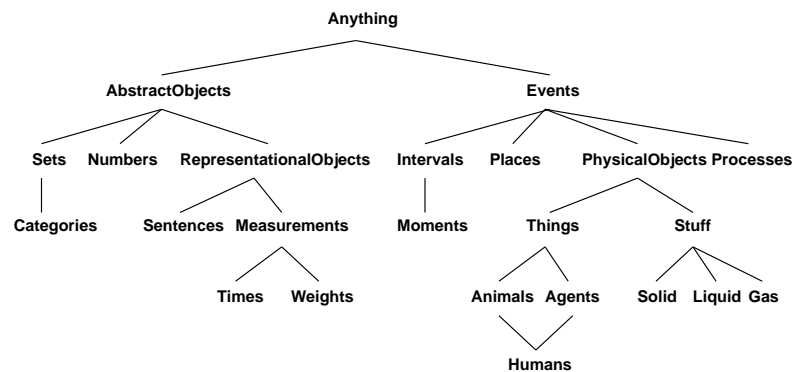 Anything
AbstractObjects Events
Sets Numbers RepresentationalObjects Intervals Places PhysicalObjects Processes
Categories Sentences Measurements Moments Things Stuff
Times Weights Animals Agents Solid Liquid Gas
Humans